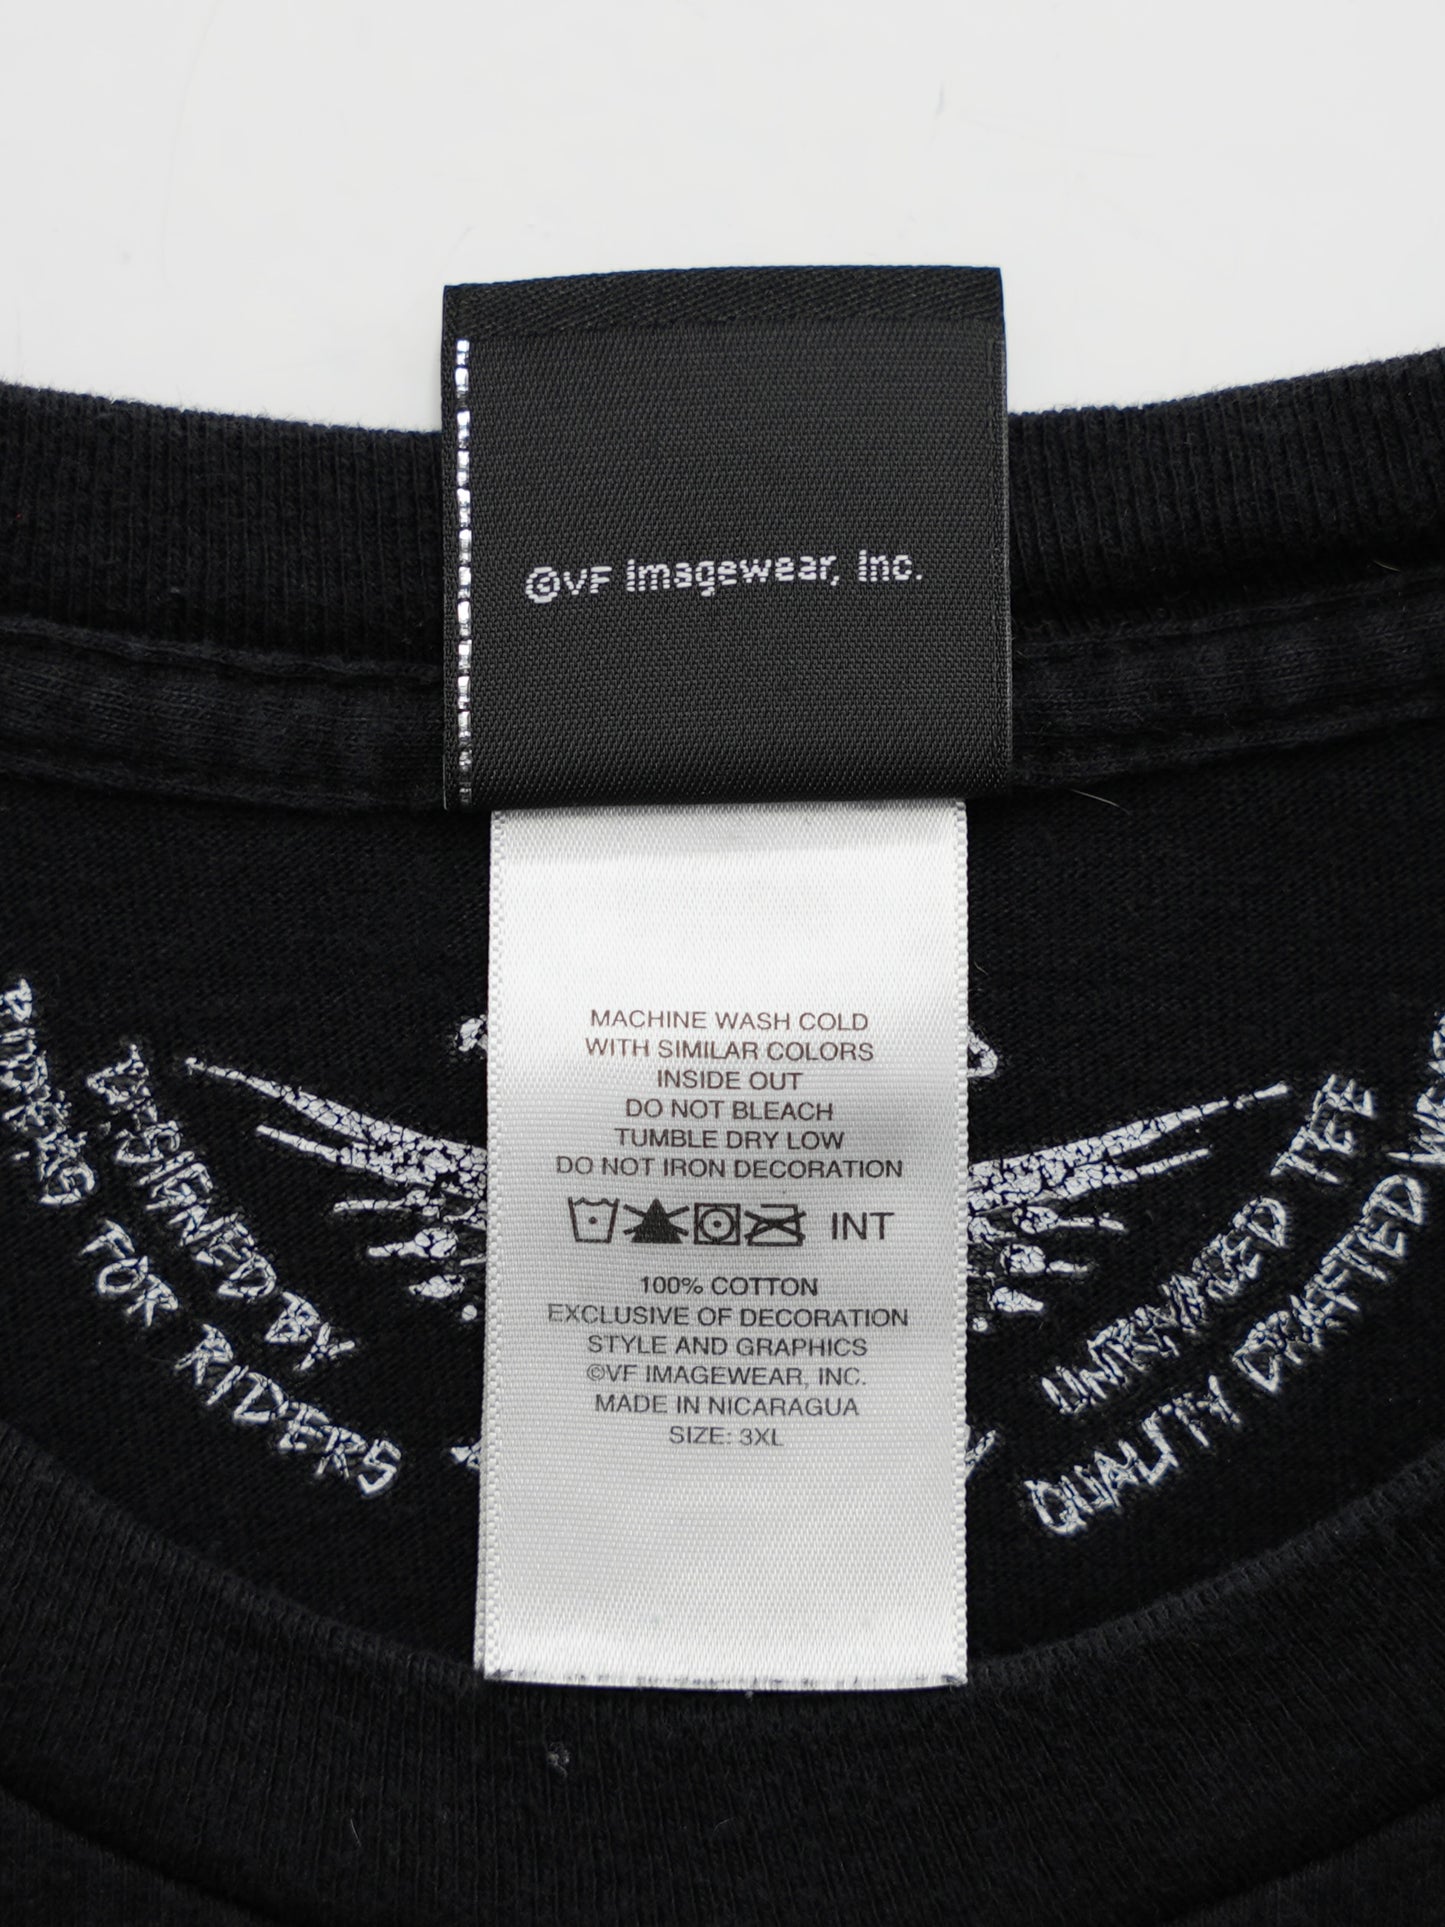 ©VF Imagewear, Inc.
MACHINE WASH COLD
WITH SIMILAR COLORS
INSIDE OUT
DO NOT BLEACH
TUMBLE DRY LOW
DO NOT IRON DECORATION
INT
100% COTTON
EXCLUSIVE OF DECORATION
STYLE AND GRAPHICS
©VF IMAGEWEAR, INC.
MADE IN NICARAGUA
SIZE: 3XL
DESIGNED BY
RIDERS FOR RIDERS
TEE
QUALITY CRAFTED